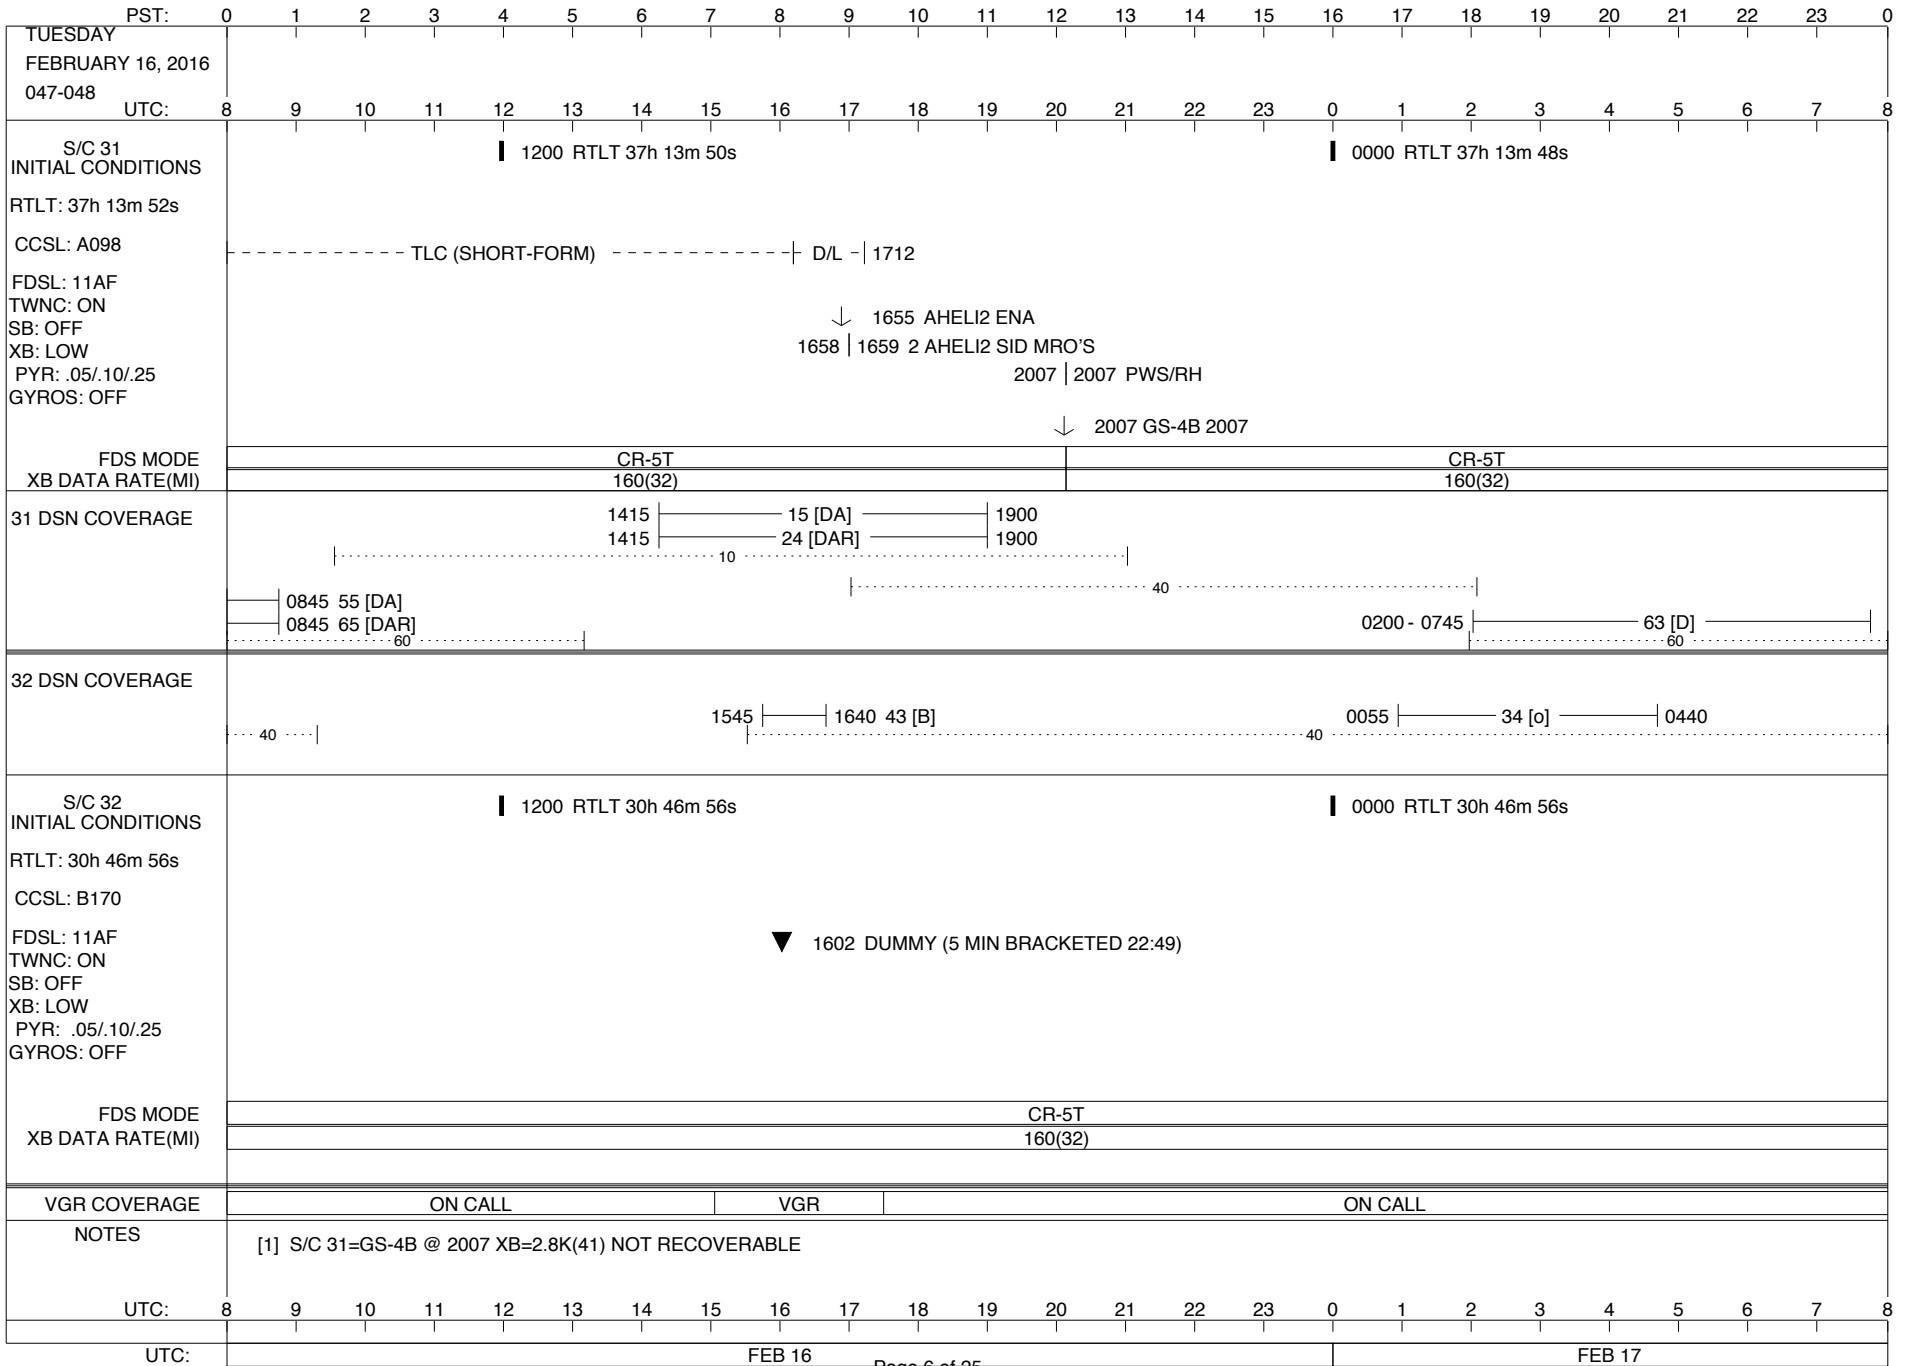 PST: 0 1 2 3 4 5 6 7 8 9 10 11 12 13 14 15 16 17 18 19 20 21 22 23 0
TUESDAY
FEBRUARY 16, 2016
047-048
UTC: 8 9 10 11 12 13 14 15 16 17 18 19 20 21 22 23 0 1 2 3 4 5 6 7 8
S/C 31
INITIAL CONDITIONS
1200 RTLT 37h 13m 50s
0000 RTLT 37h 13m 48s
RTLT: 37h 13m 52s
CCSL: A098
TLC (SHORT-FORM) D/L 1712
FDSL: 11AF
TWNC: ON
SB: OFF
XB: LOW
PYR: .05/.10/.25
GYROS: OFF
1655 AHELI2 ENA
1658 1659 2 AHELI2 SID MRO'S
2007 2007 PWS/RH
2007 GS-4B 2007
FDS MODE CR-5T CR-5T
XB DATA RATE(MI) 160(32) 160(32)
31 DSN COVERAGE
1415 15 [DA] 1900
1415 24 [DAR] 1900
10
40
0845 55 [DA]
0845 65 [DAR]
0200 - 0745 63 [D]
60 60
32 DSN COVERAGE
1545 1640 43 [B]
0055 34 [o] 0440
40 40
S/C 32
INITIAL CONDITIONS
1200 RTLT 30h 46m 56s
0000 RTLT 30h 46m 56s
RTLT: 30h 46m 56s
CCSL: B170
FDSL: 11AF
TWNC: ON
SB: OFF
XB: LOW
PYR: .05/.10/.25
GYROS: OFF
1602 DUMMY (5 MIN BRACKETED 22:49)
FDS MODE CR-5T
XB DATA RATE(MI) 160(32)
VGR COVERAGE ON CALL VGR ON CALL
NOTES
[1] S/C 31=GS-4B @ 2007 XB=2.8K(41) NOT RECOVERABLE
UTC: 8 9 10 11 12 13 14 15 16 17 18 19 20 21 22 23 0 1 2 3 4 5 6 7 8
UTC: FEB 16 FEB 17
Page 6 of 25